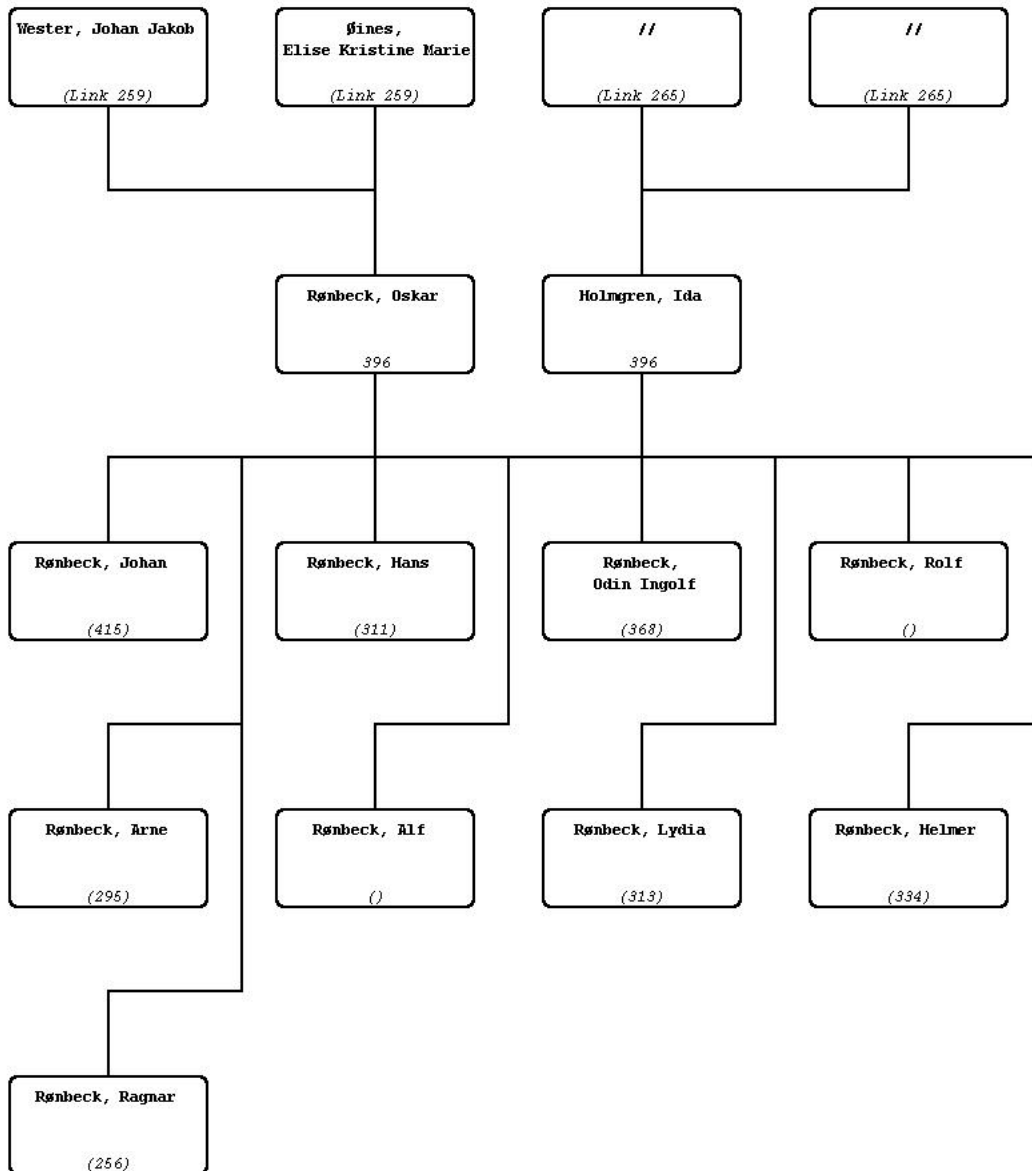 Wester, Johan Jakob
(Link 259)
Øines,
Elise Kristine Marie
(Link 259)
//
(Link 265)
//
(Link 265)
Rønbeck, Oskar
396
Holmgren, Ida
396
Rønbeck, Johan
(415)
Rønbeck, Hans
(311)
Rønbeck,
Odin Ingolf
(368)
Rønbeck, Rolf
()
Rønbeck, Arne
(295)
Rønbeck, Alf
()
Rønbeck, Lydia
(313)
Rønbeck, Helmer
(334)
Rønbeck, Ragnar
(256)